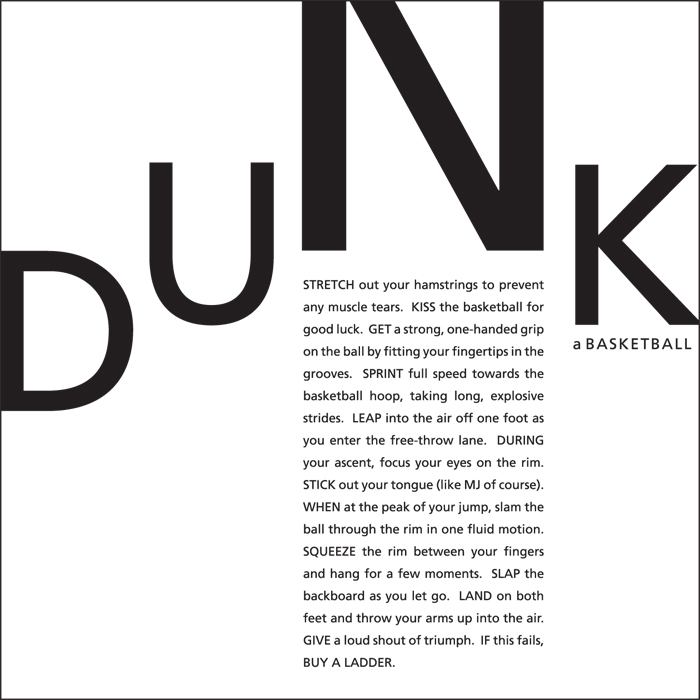 DUNK
a BASKETBALL
STRETCH out your hamstrings to prevent
any muscle tears. KISS the basketball for
good luck. GET a strong, one-handed grip
on the ball by fitting your fingertips in the
grooves. SPRINT full speed towards the
basketball hoop, taking long, explosive
strides. LEAP into the air off one foot as
you enter the free-throw lane. DURING
your ascent, focus your eyes on the rim.
STICK out your tongue (like MJ of course).
WHEN at the peak of your jump, slam the
ball through the rim in one fluid motion.
SQUEEZE the rim between your fingers
and hang for a few moments. SLAP the
backboard as you let go. LAND on both
feet and throw your arms up into the air.
GIVE a loud shout of triumph. IF this fails,
BUY A LADDER.